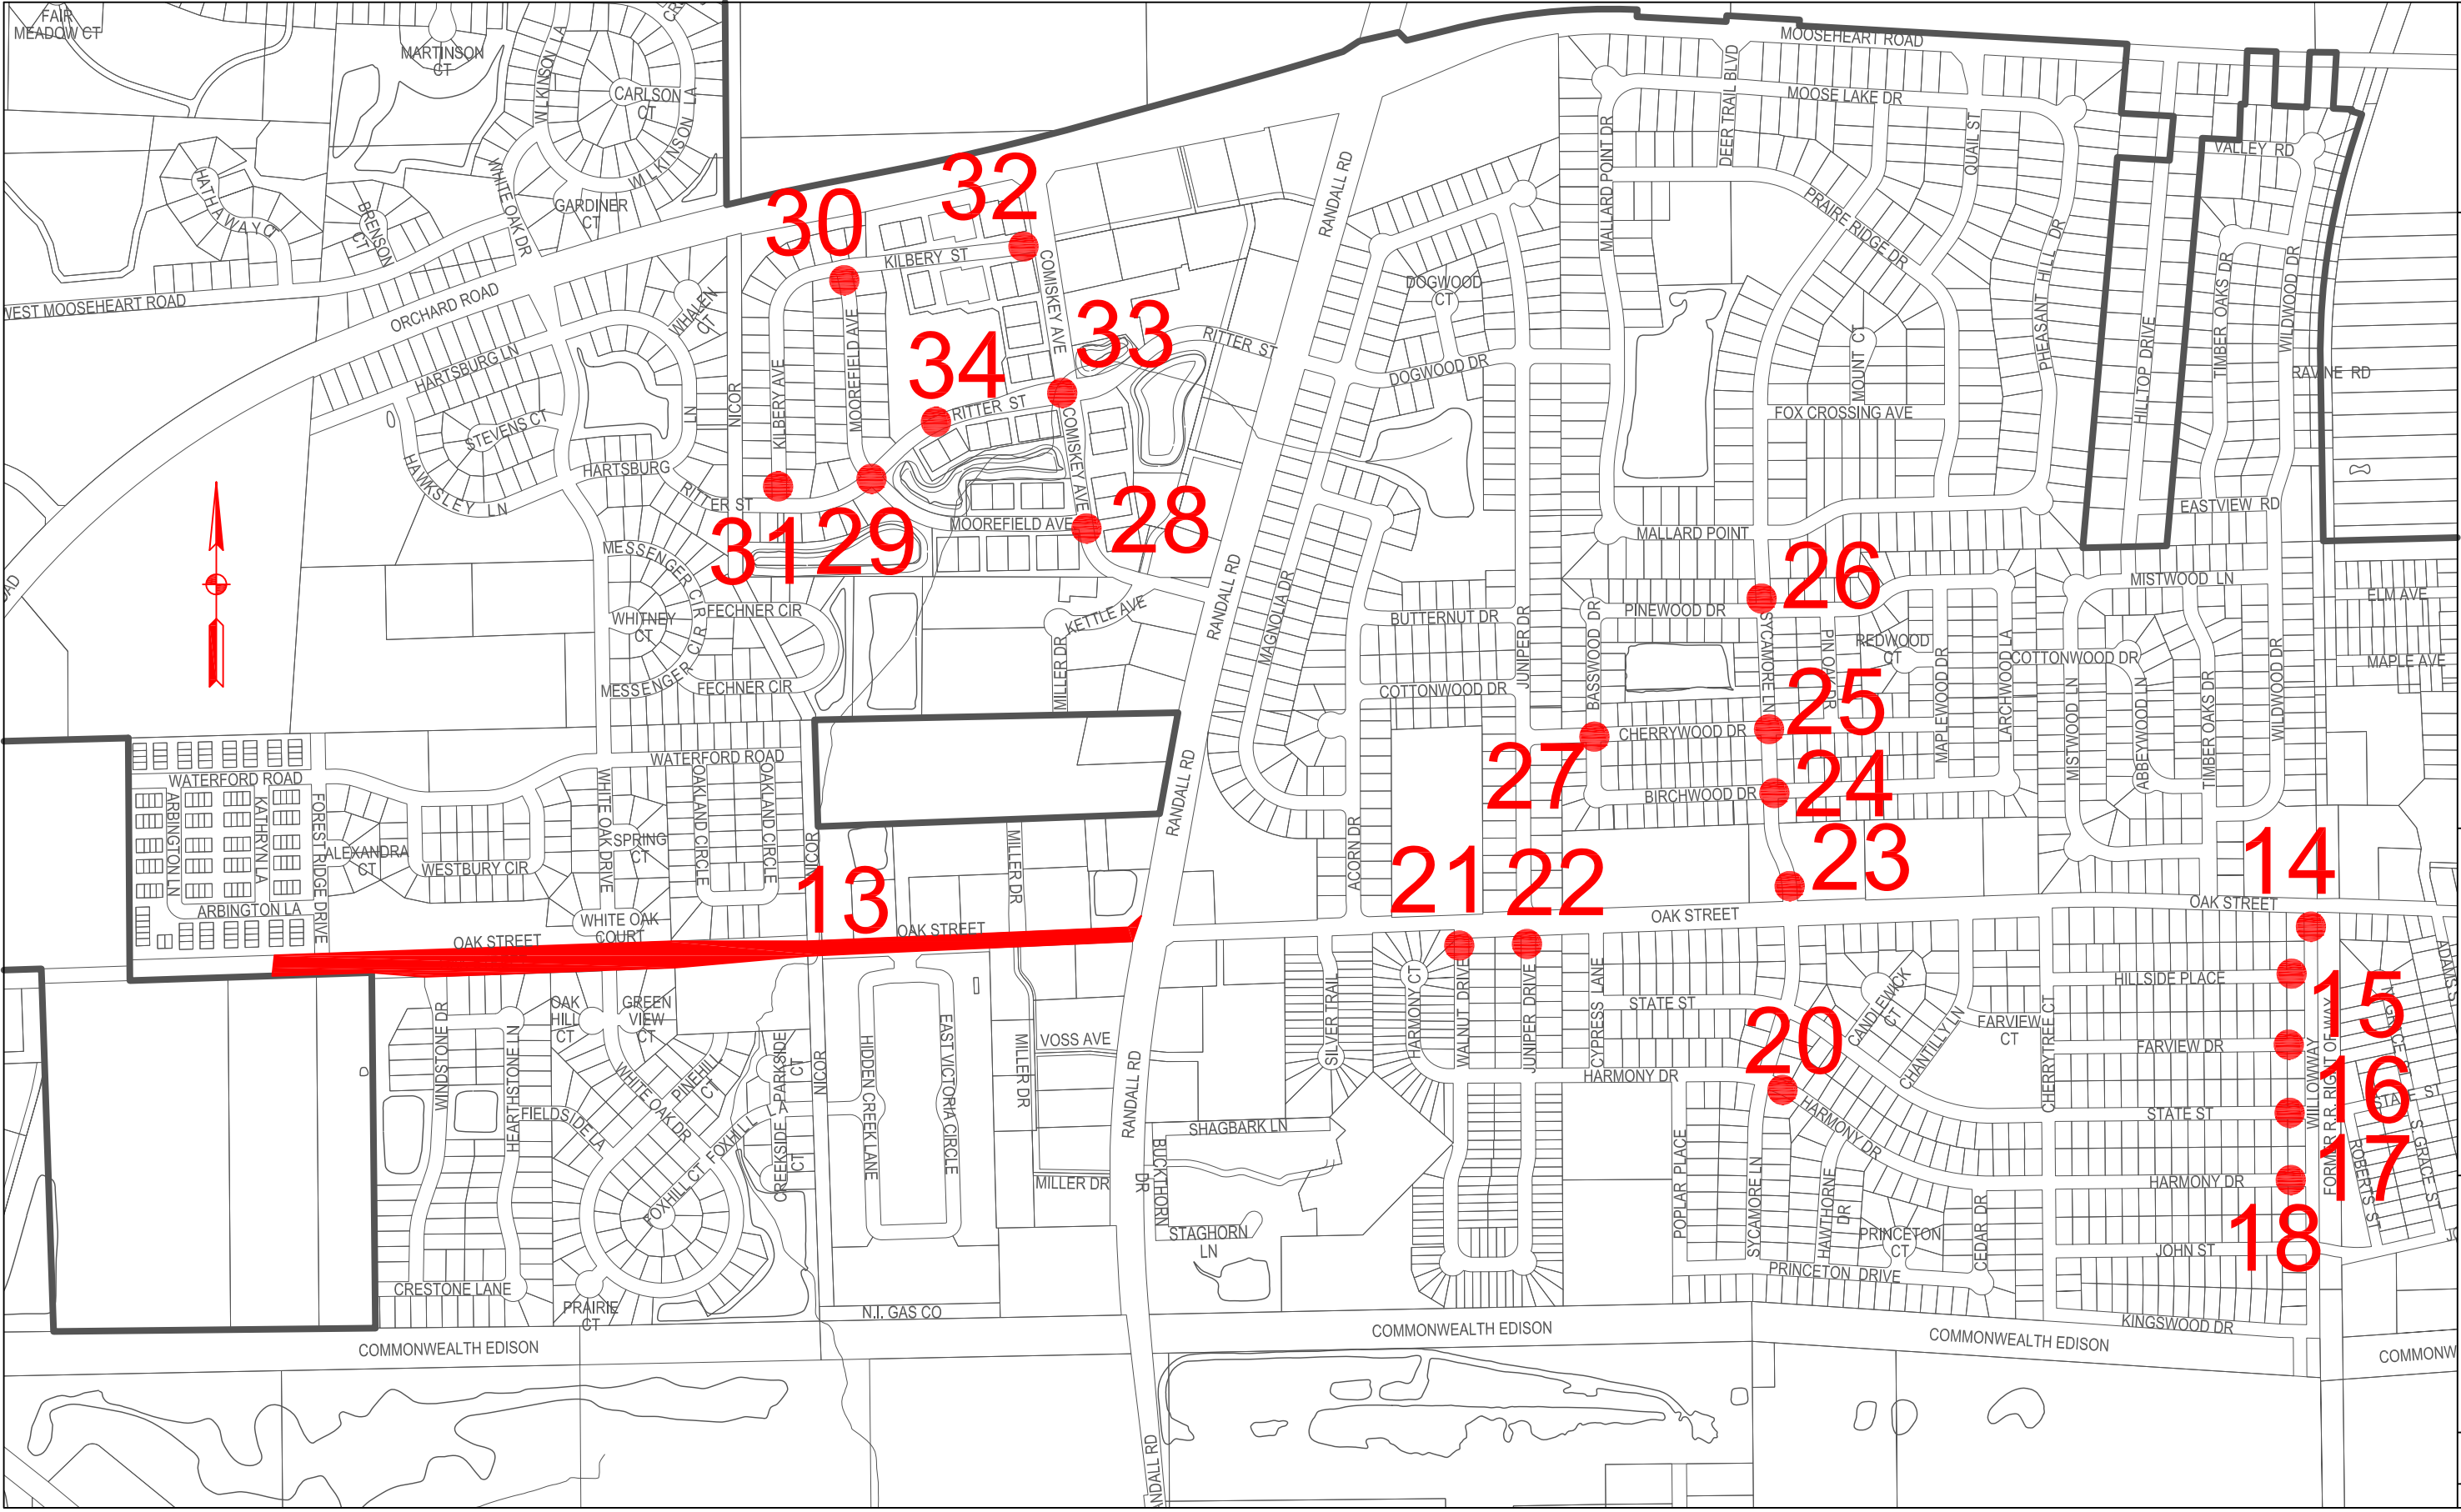 FAIR
MEADOW CT
MARTINSON
CT
WILKINSON LA
CARLSON
CT
WILKINSON LA
MOOSEHEART ROAD
DEER TRAIL BLVD
MOOSE LAKE DR
MALLARD POINT DR
QUAIL ST
VALLEY RD
HATHAWAY C
BRENSON
CT
WHITE OAK DR
GARDINER
CT
32
30
RANDALL RD
PRAIRE RIDGE DR
WEST MOOSEHEART ROAD
ORCHARD ROAD
WHALEN
CT
KILBERY ST
COMISKEY AVE
DOGWOOD
CT
PHEASANT HILL DR
TIMBER OAKS DR
WILDWOOD DR
HARTSBURG LN
NICOR
KILBERY AVE
MOOREFIELD AVE
34
33
RITTER ST
DOGWOOD DR
MOUNT CT
HILLTOP DRIVE
RAVINE RD
STEVENS CT
LN
RITTER ST
COMISKEY AVE
FOX CROSSING AVE
HAWKSLEY LN
HARTSBURG
RITTER ST
31
29
MOOREFIELD AVE
28
MALLARD POINT
EASTVIEW RD
MESSENGER CIR
WHITNEY
CT
FECHNER CIR
KETTLE AVE
MILLER DR
RANDALL RD
MAGNOLIA DR
BUTTERNUT DR
JUNIPER DR
BASSWOOD DR
PINEWOOD DR
26
SYCAMORE LN
PIN OAK DR
REDWOOD
CT
MISTWOOD LN
ELM AVE
MESSENGER CIR
FECHNER CIR
COTTONWOOD DR
COTTONWOOD DR
MAPLE AVE
MAPLEWOOD DR
LARCHWOOD LA
MISTWOOD LN
ABBEYWOOD LN
TIMBER OAKS DR
WILDWOOD DR
25
CHERRYWOOD DR
27
24
BIRCHWOOD DR
WATERFORD ROAD
WATERFORD ROAD
ARBINGTON LN
KATHRYN LA
FOREST RIDGE DRIVE
ALEXANDRA
CT
WESTBURY CIR
WHITE OAK DRIVE
SPRING
CT
OAKLAND CIRCLE
OAKLAND CIRCLE
NICOR
MILLER DR
RANDALL RD
ACORN DR
23
14
21
22
13
ARBINGTON LA
WHITE OAK
COURT
OAK STREET
OAK STREET
OAK STREET
OAK STREET
HARMONY CT
WALNUT DRIVE
JUNIPER DRIVE
CYPRESS LANE
SILVER TRAIL
STATE ST
CANDLEWICK
CT
CHANTILLY LN
FARVIEW
CT
CHERRYTREE CT
HILLSIDE PLACE
15
N. GRACE ST
ADAMS S
OAK
HILL
CT
GREEN
VIEW
CT
WINDSTONE DR
HEARTHSTONE LN
PINEHILL
CT
WHITE OAK DR
PARKSIDE
CT
NICOR
HIDDEN CREEK LANE
EAST VICTORIA CIRCLE
VOSS AVE
MILLER DR
RANDALL RD
20
HARMONY DR
FARVIEW DR
16
WIILLOWWAY
FORMER R.R. RIGNT OF WAY
STATE ST
STATE ST
17
HARMONY DR
HARMONY DR
S. GRACE ST
ROBERTS ST
FIELDSIDE LA
FOXHILL LA
FOXHILL CT
CREEKSIDE
CT
MILLER DR
SHAGBARK LN
BUCKTHORN
DR
STAGHORN
LN
POPLAR PLACE
SYCAMORE LN
HAWTHORNE
DR
PRINCETON
CT
CEDAR DR
18
JOHN ST
PRINCETON DRIVE
CRESTONE LANE
PRAIRIE
CT
N.I. GAS CO
KINGSWOOD DR
COMMONWEALTH EDISON
COMMONWEALTH EDISON
COMMONWEALTH EDISON
COMMONW
ANDALL RD